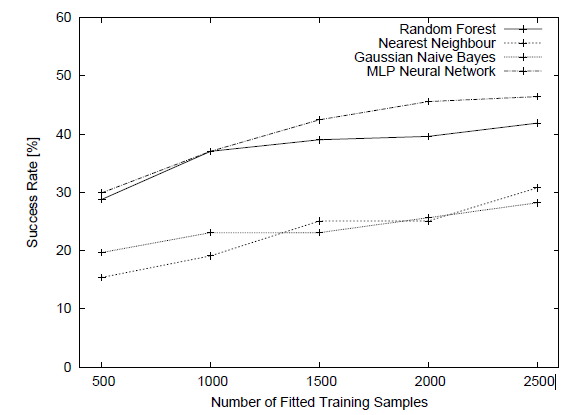 60
50
40
30
20
10
0
Success Rate [%]
Random Forest
Nearest Neighbour
Gaussian Naive Bayes
MLP Neural Network
500 1000 1500 2000 2500
Number of Fitted Training Samples